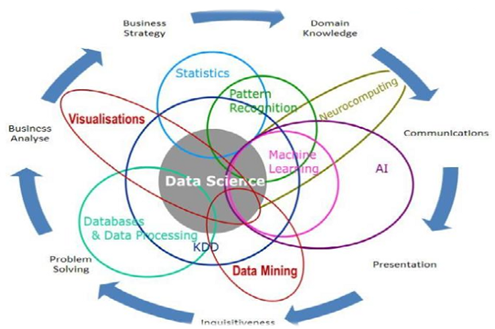 Business
Strategy
Domain
Knowledge
Statistics
Pattern
Recognition
Neurocomputing
Visualisations
Business
Analyse
Communications
Machine
Learning
AI
Data Science
Databases
& Data Processing
KDD
Data Mining
Problem
Solving
Presentation
Inquisitiveness